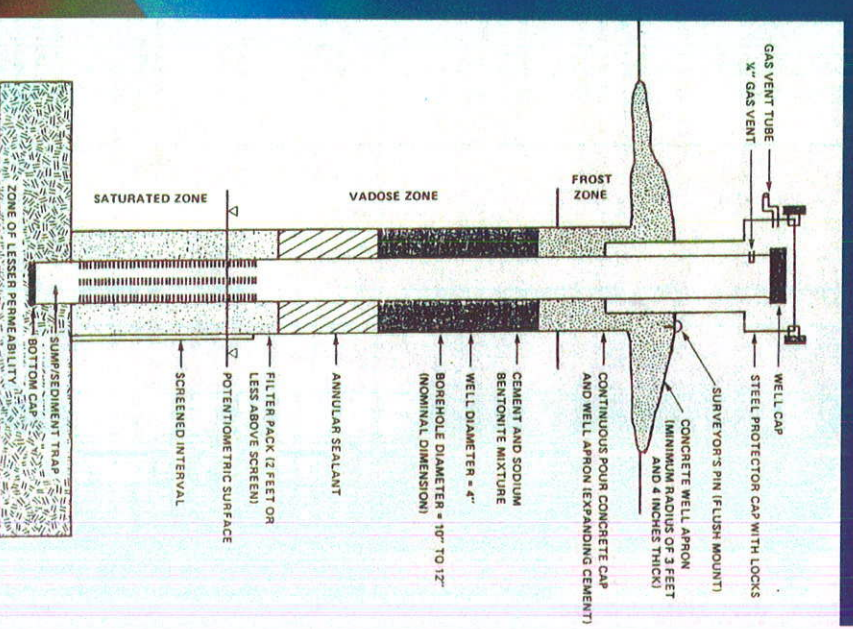 GAS VENT TUBE
¼" GAS VENT
WELL CAP
STEEL PROTECTOR CAP WITH LOCKS
SURVEYOR'S PIN (FLUSH MOUNT)
CONCRETE WELL APRON
(MINIMUM RADIUS OF 3 FEET
AND 4 INCHES THICK)
FROST
ZONE
CONTINUOUS POUR CONCRETE CAP
AND WELL APRON (EXPANDING CEMENT)
VADOSE ZONE
CEMENT AND SODIUM
BENTONITE MIXTURE
WELL DIAMETER = 4"
BOREHOLE DIAMETER = 10" TO 12"
(NOMINAL DIMENSION)
ANNULAR SEALANT
FILTER PACK (2 FEET OR
LESS ABOVE SCREEN)
POTENTIOMETRIC SURFACE
SATURATED ZONE
SCREENED INTERVAL
SUMP/SEDIMENT TRAP
BOTTOM CAP
ZONE OF LESSER PERMEABILITY